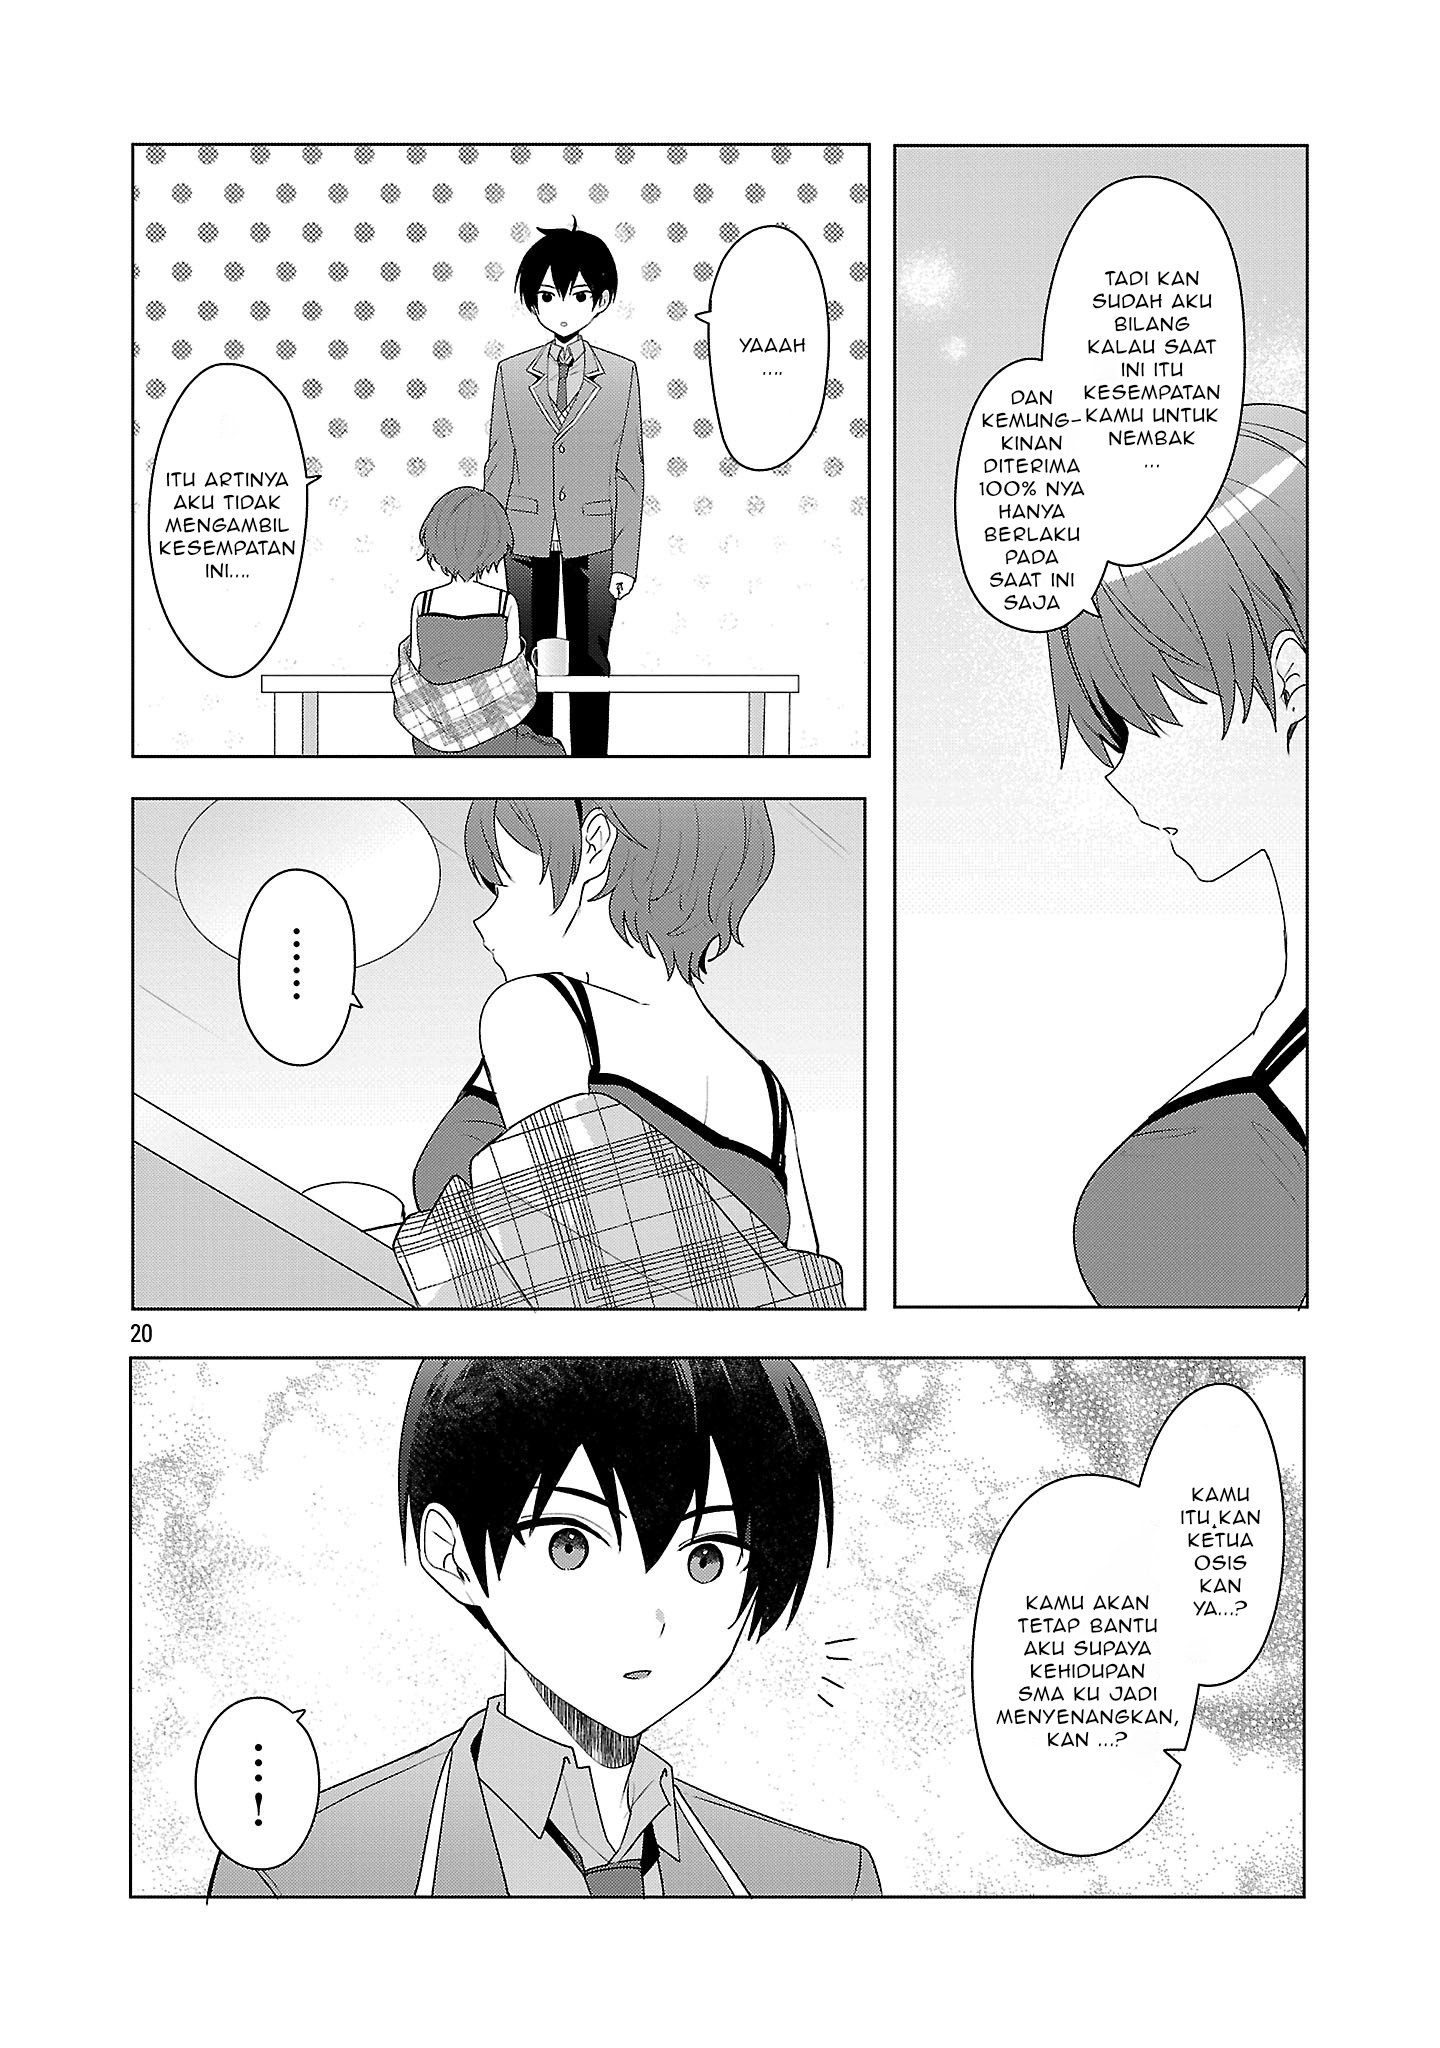 TADI KAN
SUDAH AKU
BILANG
KALAU SAAT
INI ITU
KESEMPATAN
KAMU UNTUK
NEMBAK
...
DAN
KEMUNG-
KINAN
DITERIMA
100% NYA
HANYA
BERLAKU
PADA
SAAT INI
SAJA
YAAAH
....
ITU ARTINYA
AKU TIDAK
MENGAMBIL
KESEMPATAN
INI....
......
20
KAMU
ITU KAN
KETUA
OSIS
KAN
YA...?
KAMU AKAN
TETAP BANTU
AKU SUPAYA
KEHIDUPAN
SMA KU JADI
MENYENANGKAN,
KAN ...?
...!